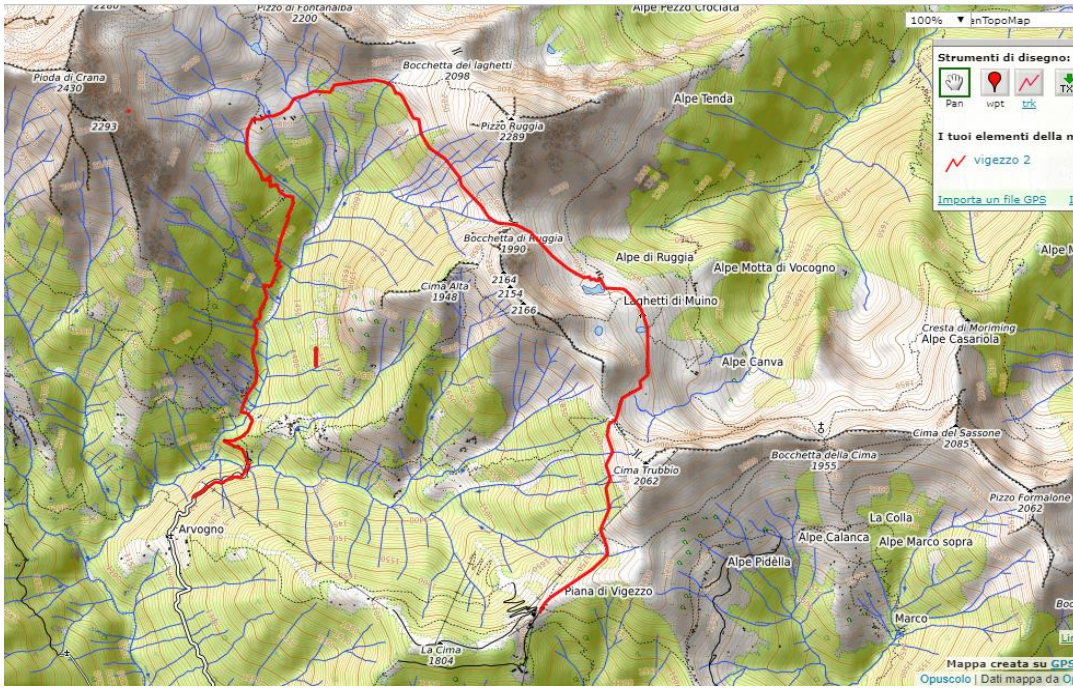 Pizzo di Fontanalba
2200
Alpe Pezzo Crociata
100%
enTopoMap
Strumenti di disegno:
Pan
wpt
trk
I tuoi elementi della
vigezzo 2
Importa un file GPS
Pioda di Crana
2430
2293
Bocchetta dei laghetti
2098
Alpe Tenda
Pizzo Ruggia
2289
Bocchetta di Ruggia
1990
Cima Alta
1948
2164
2154
2166
Alpe di Ruggia
Alpe Motta di Vocogno
Laghetti di Muino
Alpe Canva
Cresta di Moriming
Alpe Casariola
Cima del Sassone
2085
Bocchetta della Cima
1955
Cima Trubbio
2062
Pizzo Formalone
2062
La Colla
Alpe Calanca
Alpe Marco sopra
Alpe Pidèlla
Arvogno
Piana di Vigezzo
La Cima
1804
Marco
Mappa creata su GPS
Opuscolo | Dati mappa da